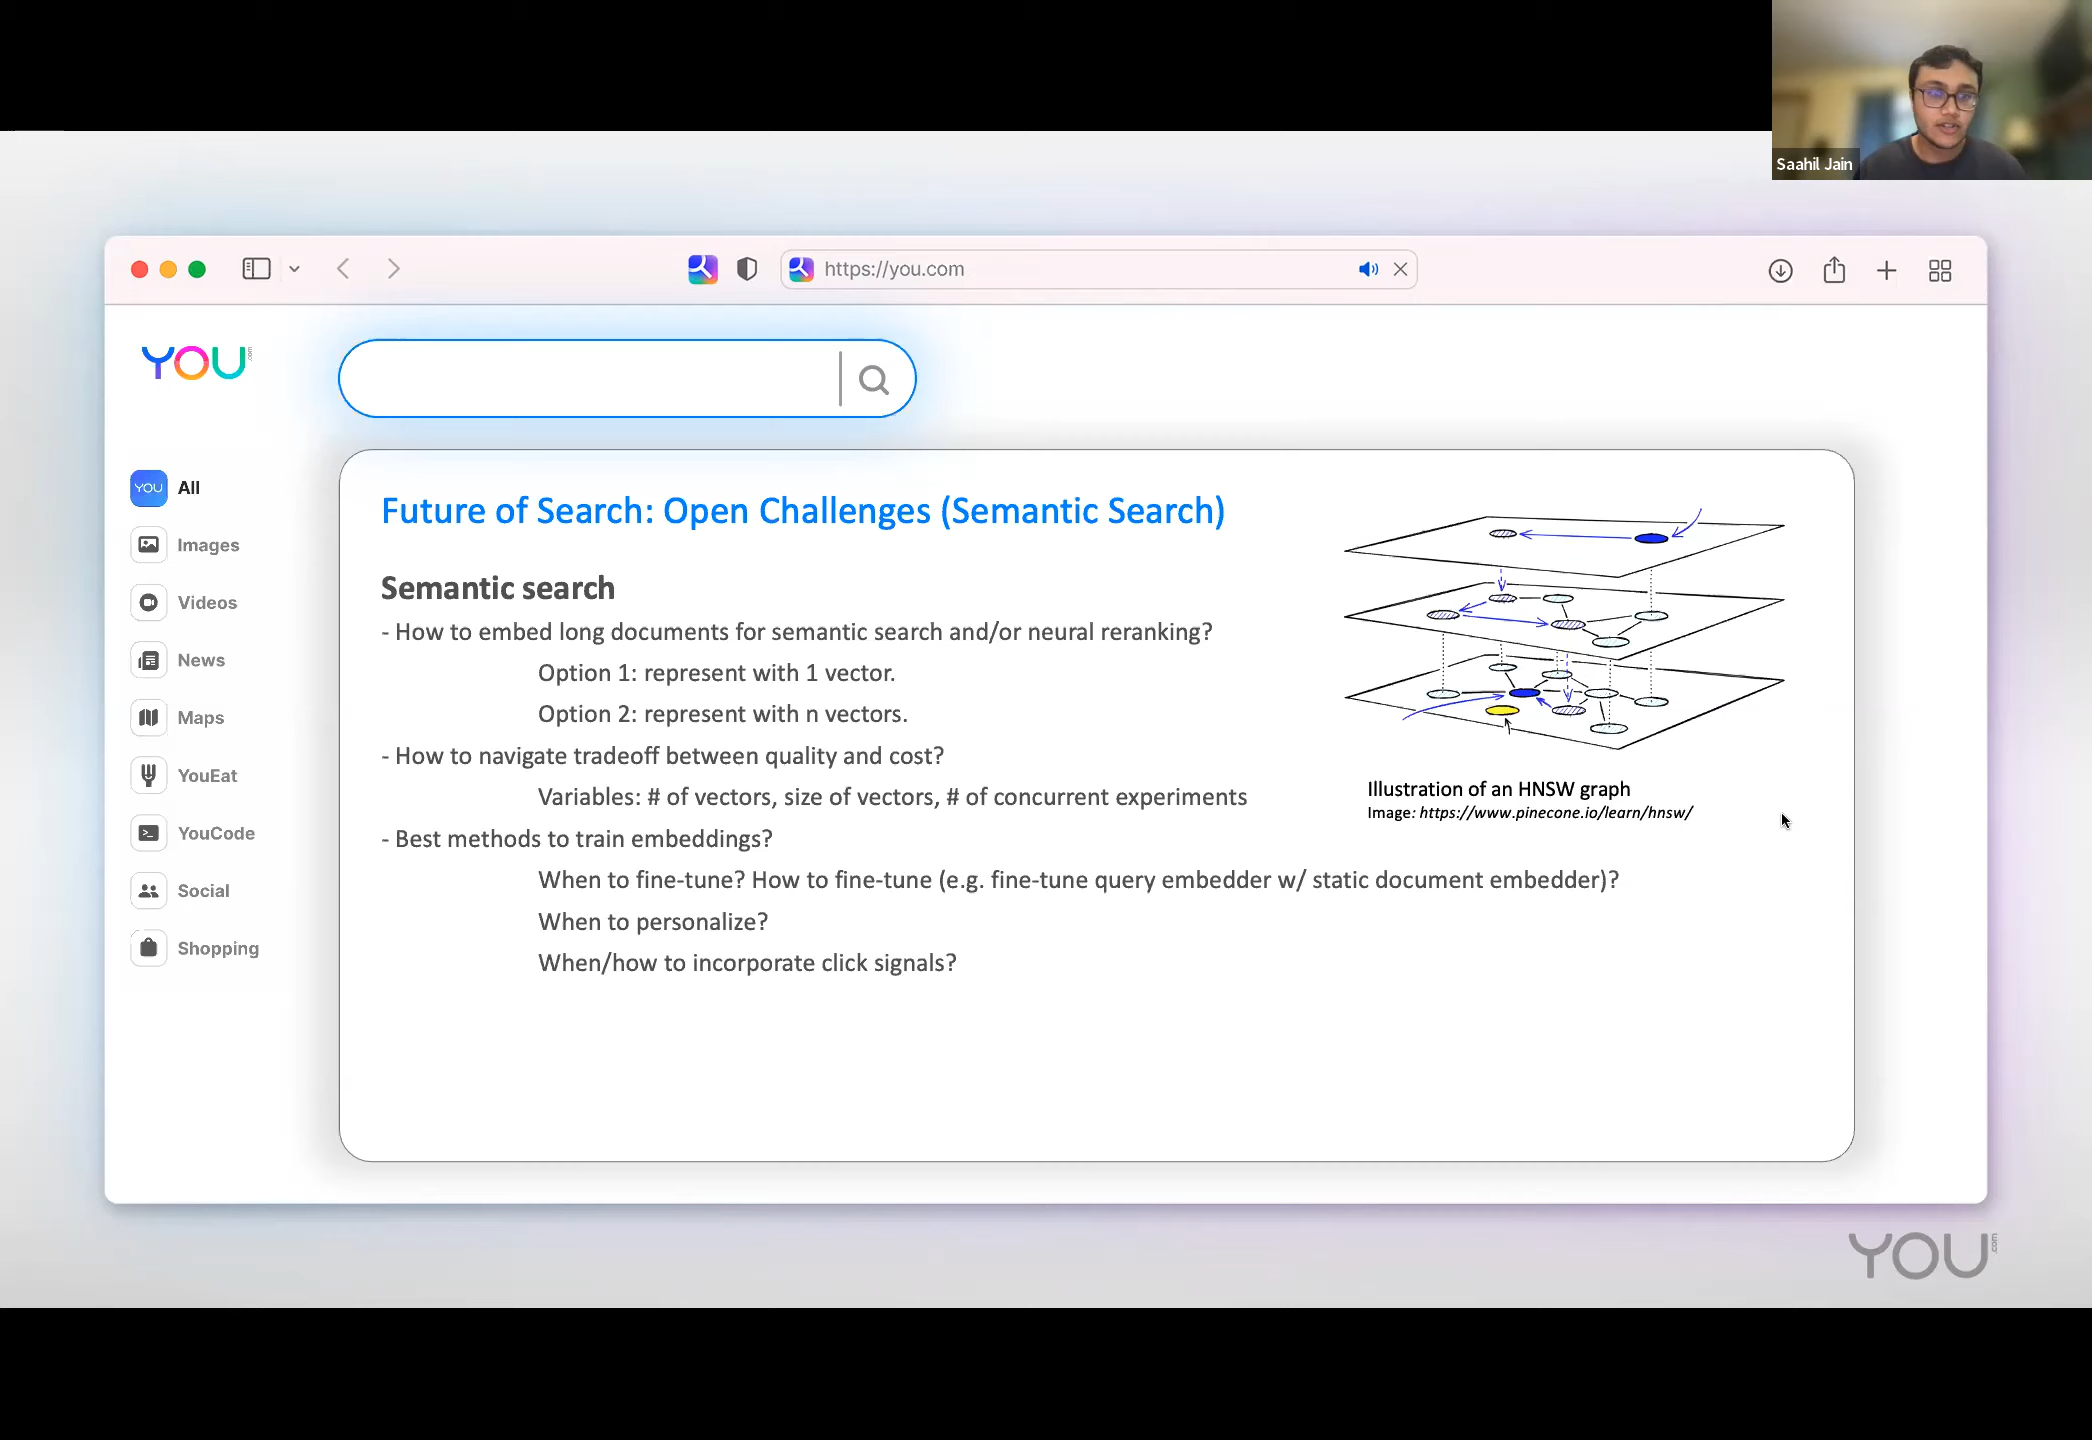 Saahil Jain
https://you.com
YOU.com
All
Images
Videos
News
Maps
YouEat
YouCode
Social
Shopping
Future of Search: Open Challenges (Semantic Search)
Semantic search
- How to embed long documents for semantic search and/or neural reranking?
Option 1: represent with 1 vector.
Option 2: represent with n vectors.
- How to navigate tradeoff between quality and cost?
Variables: # of vectors, size of vectors, # of concurrent experiments
- Best methods to train embeddings?
When to fine-tune? How to fine-tune (e.g. fine-tune query embedder w/ static document embedder)?
When to personalize?
When/how to incorporate click signals?
Illustration of an HNSW graph
Image: https://www.pinecone.io/learn/hnsw/
YOU.com